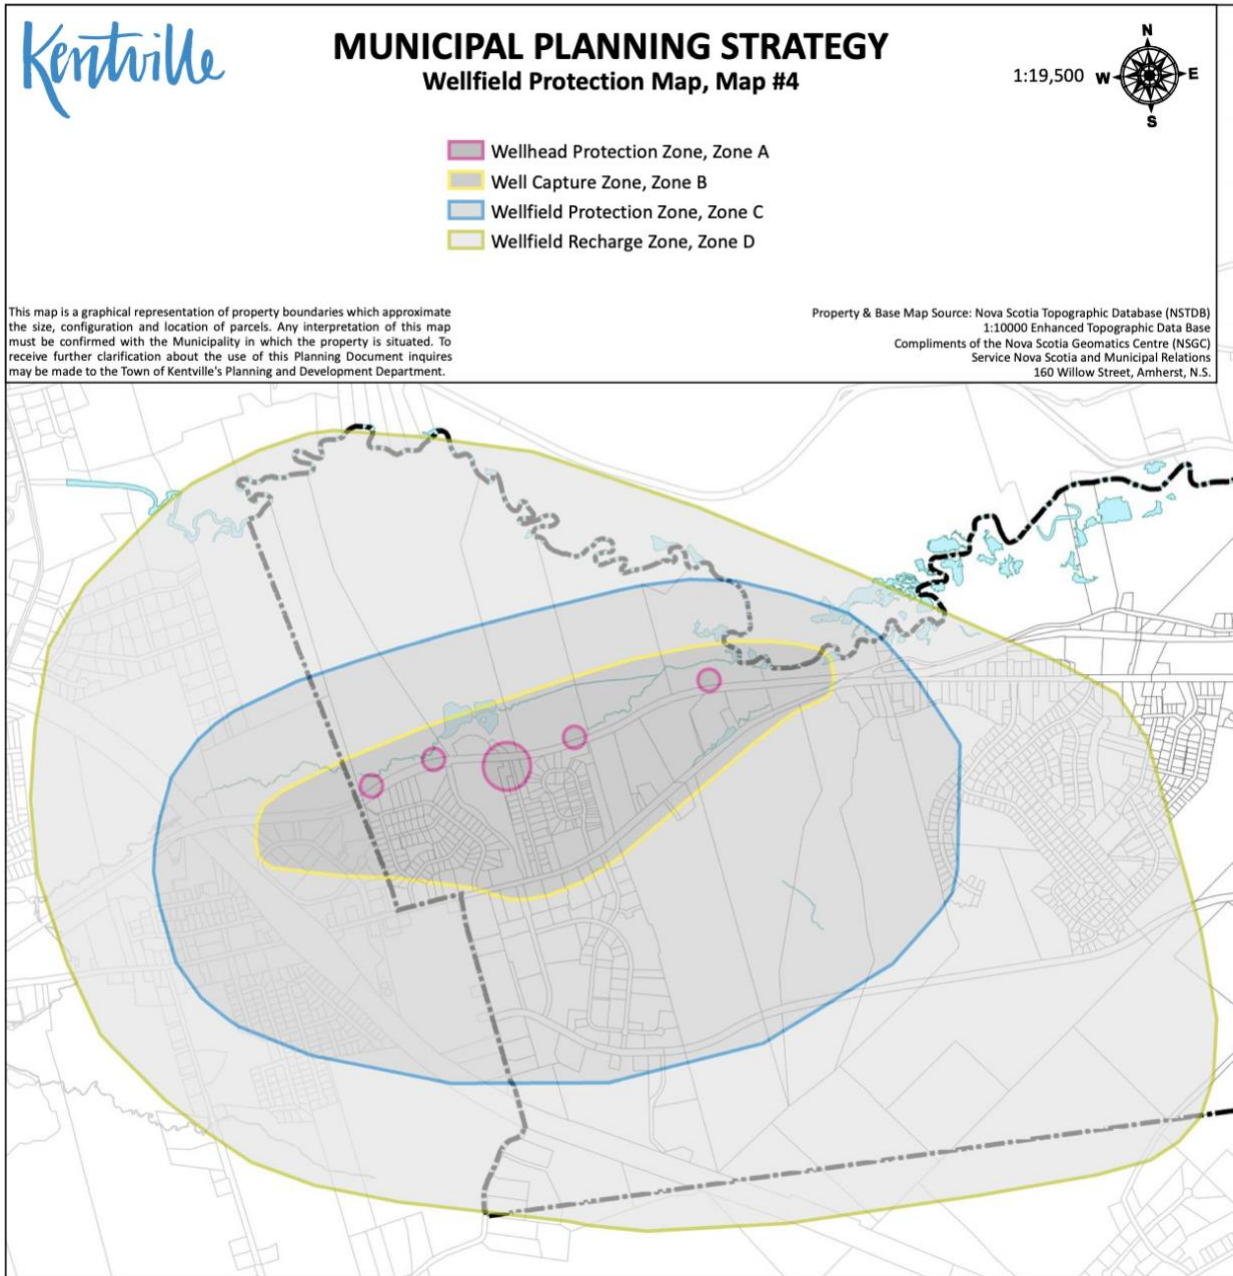 Kentville
MUNICIPAL PLANNING STRATEGY
Wellfield Protection Map, Map #4
1:19,500
N
W
E
S
Wellhead Protection Zone, Zone A
Well Capture Zone, Zone B
Wellfield Protection Zone, Zone C
Wellfield Recharge Zone, Zone D
This map is a graphical representation of property boundaries which approximate
the size, configuration and location of parcels. Any interpretation of this map
must be confirmed with the Municipality in which the property is situated. To
receive further clarification about the use of this Planning Document inquires
may be made to the Town of Kentville's Planning and Development Department.
Property & Base Map Source: Nova Scotia Topographic Database (NSTDB)
1:10000 Enhanced Topographic Data Base
Compliments of the Nova Scotia Geomatics Centre (NSGC)
Service Nova Scotia and Municipal Relations
160 Willow Street, Amherst, N.S.